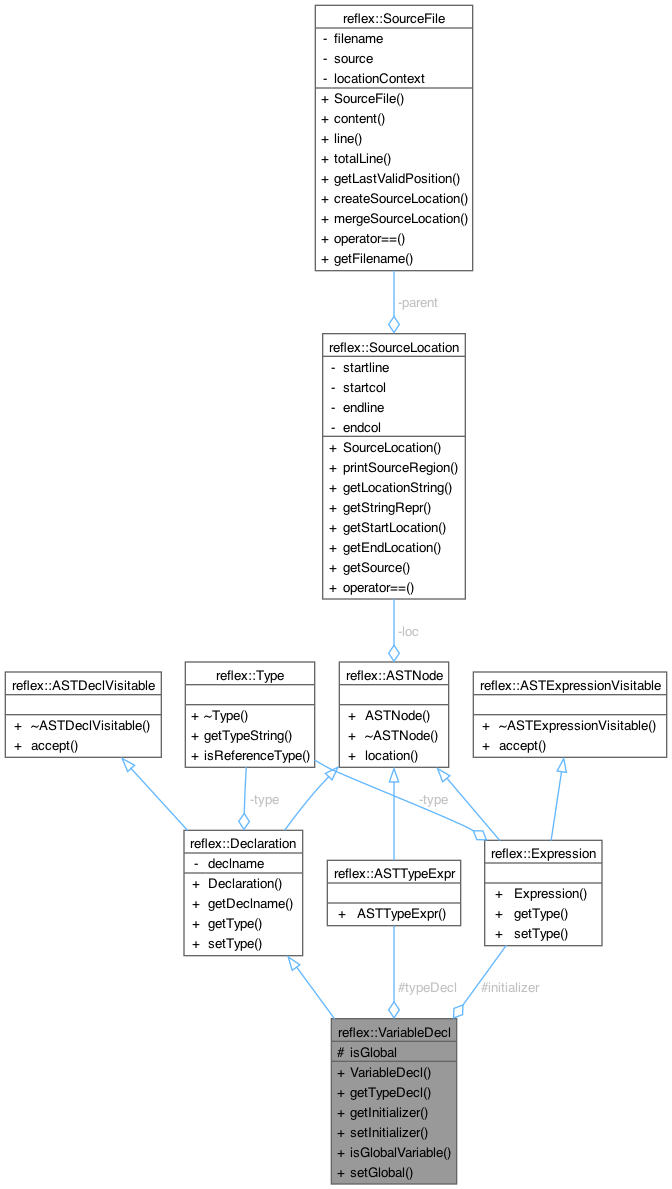 reflex::SourceFile
- filename
- source
- locationContext
+ SourceFile()
+ content()
+ line()
+ totalLine()
+ getLastValidPosition()
+ createSourceLocation()
+ mergeSourceLocation()
+ operator==()
+ getFilename()
-parent
reflex::SourceLocation
- startline
- startcol
- endline
- endcol
+ SourceLocation()
+ printSourceRegion()
+ getLocationString()
+ getStringRepr()
+ getStartLocation()
+ getEndLocation()
+ getSource()
+ operator==()
-loc
reflex::ASTDeclVisitable
+ ~ASTDeclVisitable()
+ accept()
reflex::Type
+ ~Type()
+ getTypeString()
+ isReferenceType()
reflex::ASTNode
+ ASTNode()
+ ~ASTNode()
+ location()
reflex::ASTExpressionVisitable
+ ~ASTExpressionVisitable()
+ accept()
-type
-type
reflex::Declaration
- declname
+ Declaration()
+ getDeclname()
+ getType()
+ setType()
reflex::ASTTypeExpr
+ ASTTypeExpr()
reflex::Expression
+ Expression()
+ getType()
+ setType()
#typeDecl
#initializer
reflex::VariableDecl
# isGlobal
+ VariableDecl()
+ getTypeDecl()
+ getInitializer()
+ setInitializer()
+ isGlobalVariable()
+ setGlobal()